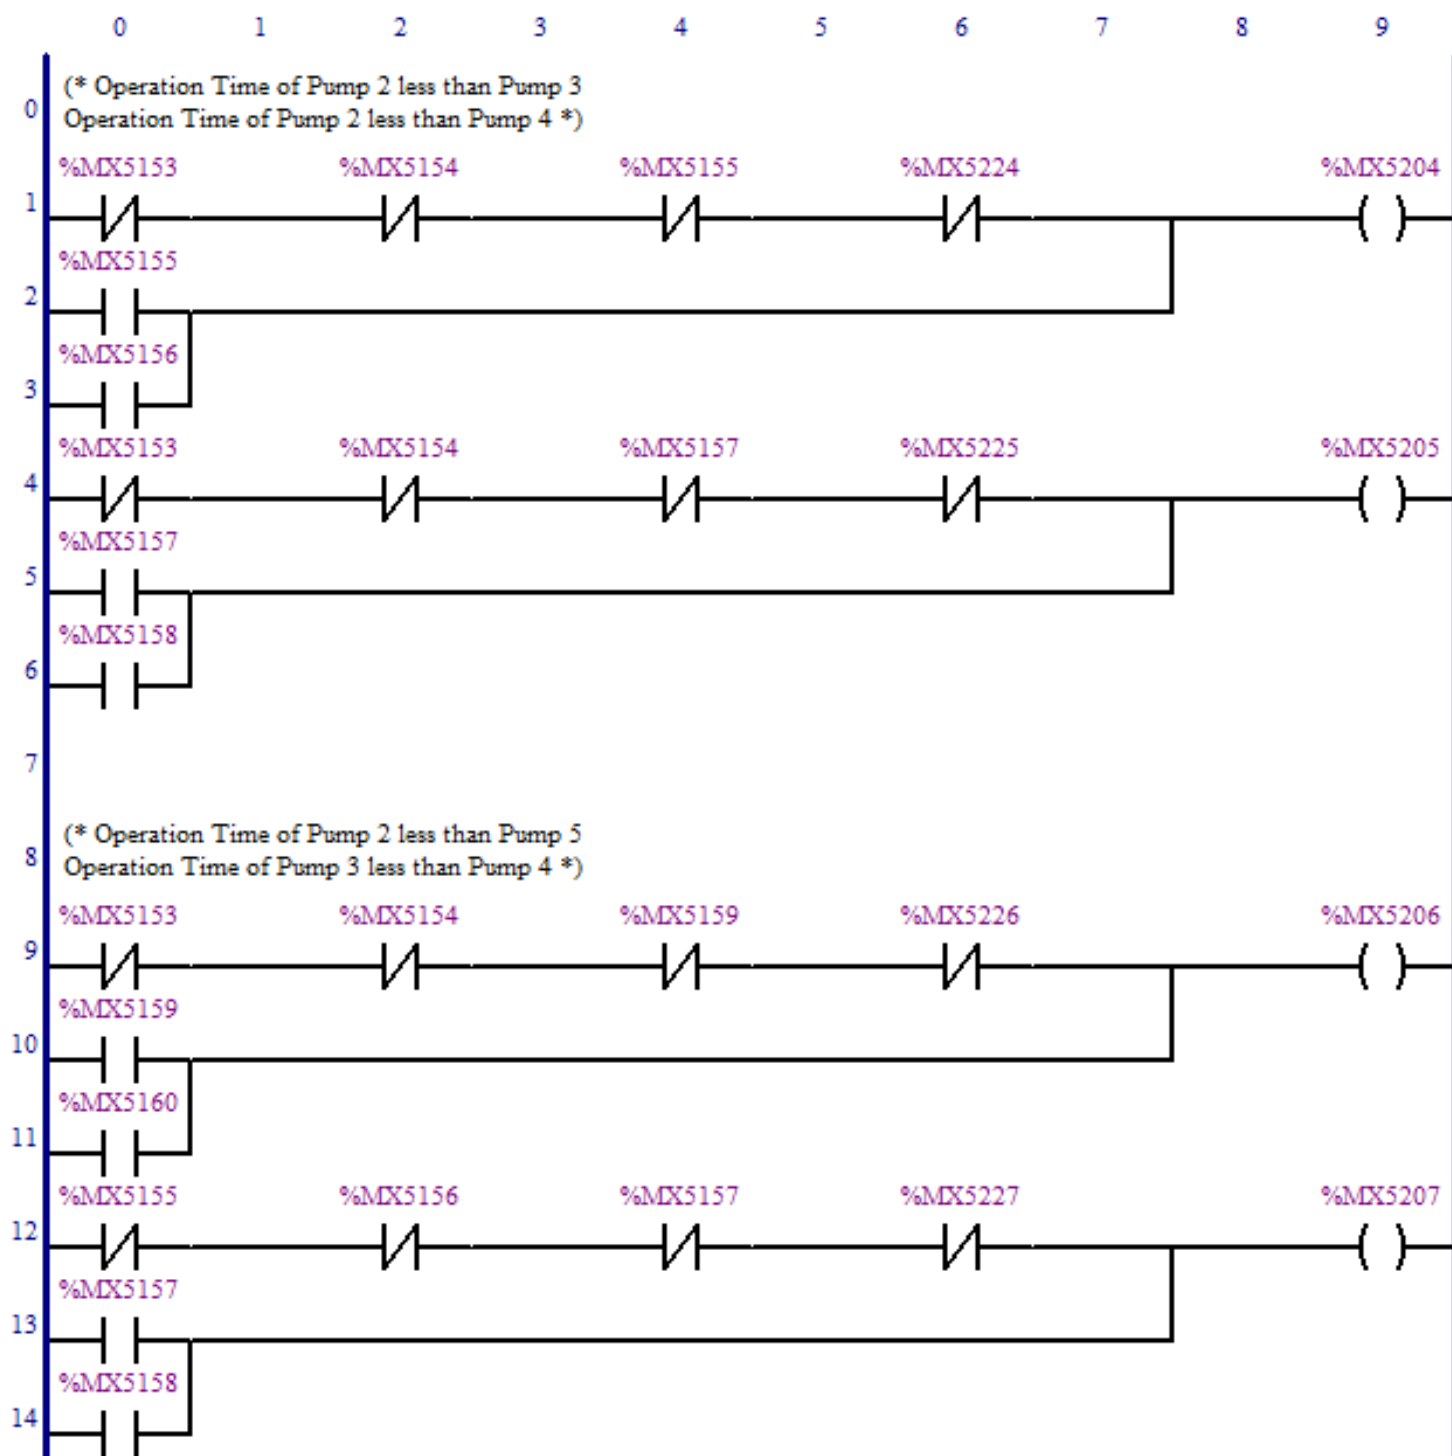 0 1 2 3 4 5 6 7 8 9
(* Operation Time of Pump 2 less than Pump 3
0
Operation Time of Pump 2 less than Pump 4 *)
%MX5153 %MX5154 %MX5155 %MX5224 %MX5204
1
%MX5155
2
%MX5156
3
%MX5153 %MX5154 %MX5157 %MX5225 %MX5205
4
%MX5157
5
%MX5158
6
7
(* Operation Time of Pump 2 less than Pump 5
8
Operation Time of Pump 3 less than Pump 4 *)
%MX5153 %MX5154 %MX5159 %MX5226 %MX5206
9
%MX5159
10
%MX5160
11
%MX5155 %MX5156 %MX5157 %MX5227 %MX5207
12
%MX5157
13
%MX5158
14